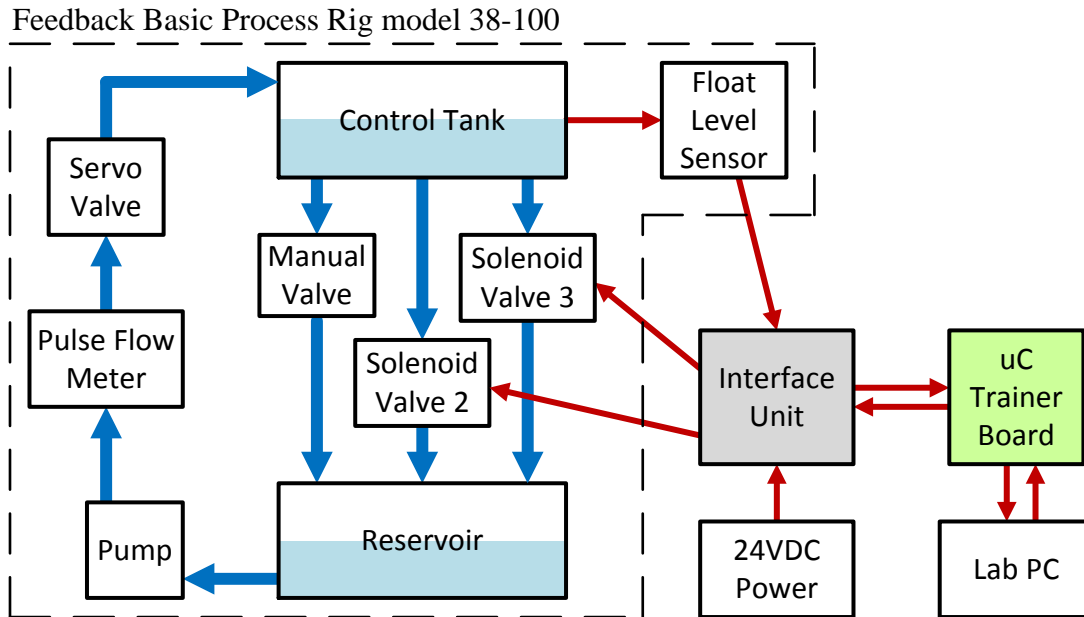 Feedback Basic Process Rig model 38-100
Control Tank
Float
Level
Sensor
Servo
Valve
Manual
Valve
Solenoid
Valve 3
Pulse Flow
Meter
Solenoid
Valve 2
Interface
Unit
uC
Trainer
Board
Pump
Reservoir
24VDC
Power
Lab PC